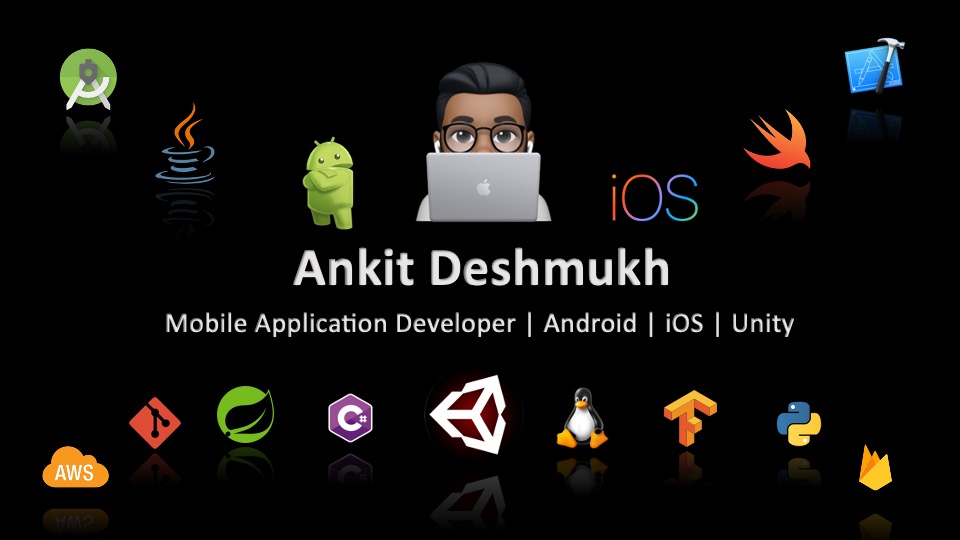 iOS
Ankit Deshmukh
Mobile Application Developer | Android | iOS | Unity
C#
AWS